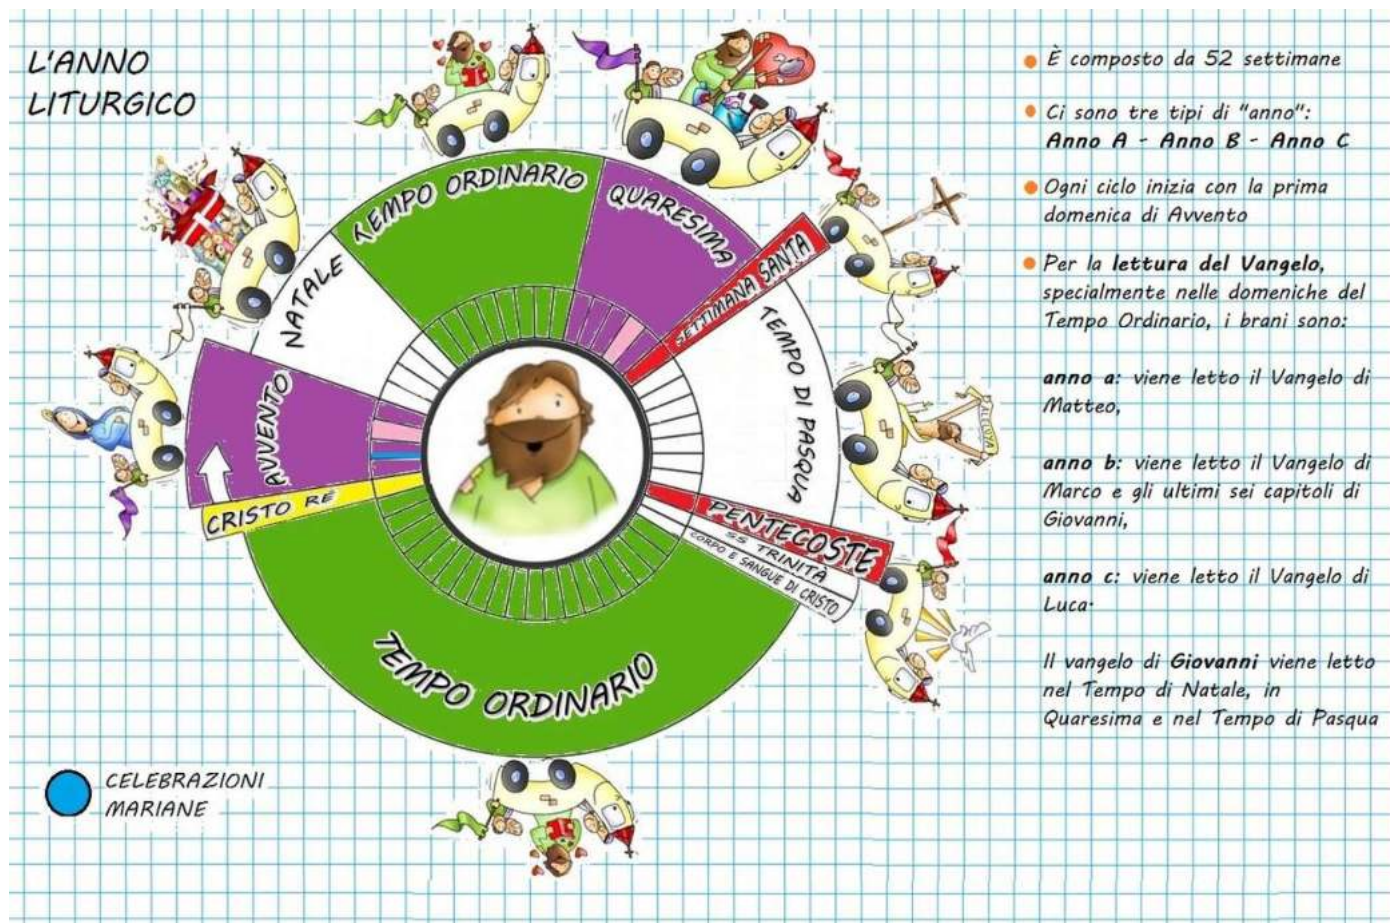 L'ANNO
LITURGICO
TEMPO ORDINARIO
QUARESIMA
SETTIMANA SANTA
TEMPO DI PASQUA
ALELUYA
PENTECOSTE
SS TRINITÀ
CORPO E SANGUE DI CRISTO
TEMPO ORDINARIO
CRISTO RE
AVVENTO
NATALE
CELEBRAZIONI
MARIANE
È composto da 52 settimane
Ci sono tre tipi di "anno":
Anno A - Anno B - Anno C
Ogni ciclo inizia con la prima
domenica di Avvento
Per la lettura del Vangelo,
specialmente nelle domeniche del
Tempo Ordinario, i brani sono:
anno a: viene letto il Vangelo di
Matteo,
anno b: viene letto il Vangelo di
Marco e gli ultimi sei capitoli di
Giovanni,
anno c: viene letto il Vangelo di
Luca.
Il vangelo di Giovanni viene letto
nel Tempo di Natale, in
Quaresima e nel Tempo di Pasqua